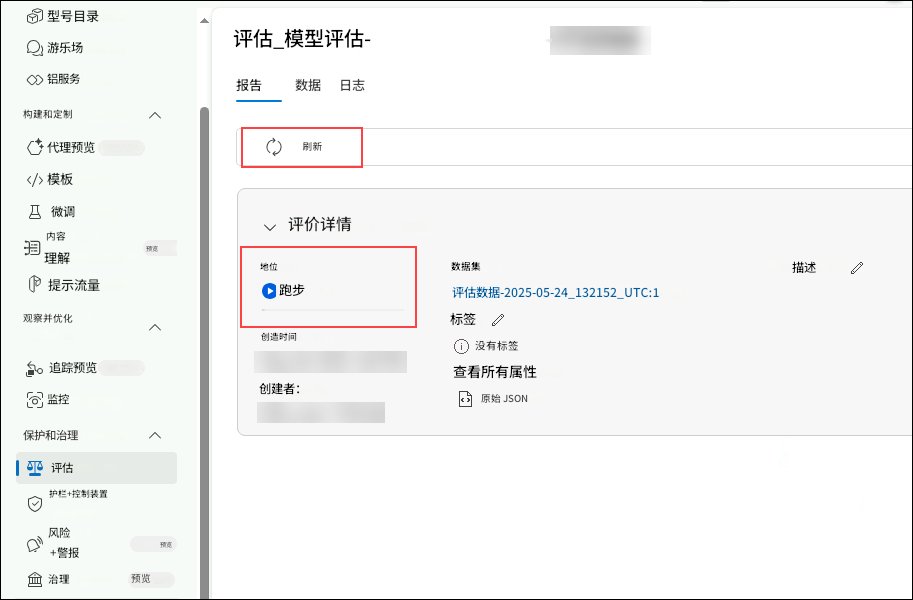 型号目录
游乐场
铝服务
构建和定制
代理预览
模板
微调
内容
理解
预览
提示流量
观察并优化
追踪预览
监控
保护和治理
评估
护栏+控制装置
风险
+警报
预览
治理
预览
评估_模型评估-
报告 数据 日志
刷新
评价详情
地位
跑步
创造时间
创建者：
数据集
评估数据-2025-05-24_132152_UTC:1
标签
没有标签
查看所有属性
原始 JSON
描述